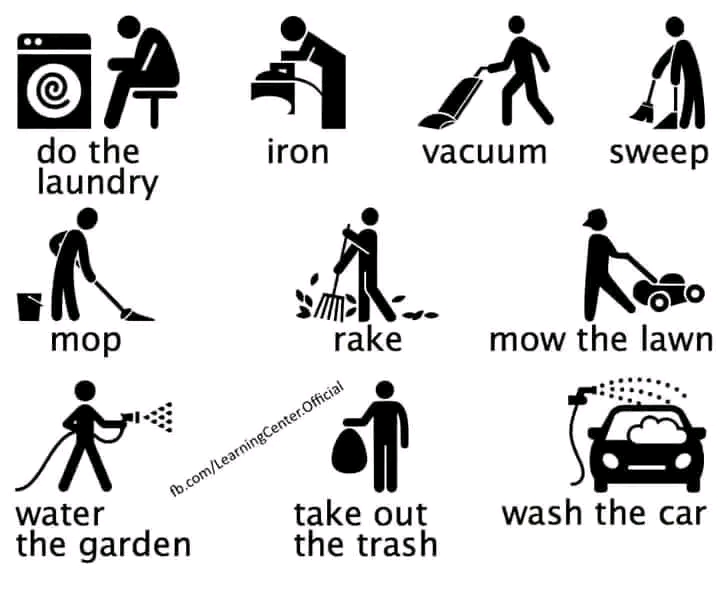 do the
laundry
iron
vacuum
sweep
mop
rake
mow the lawn
fb.com/LearningCenter.Official
water
the garden
take out
the trash
wash the car